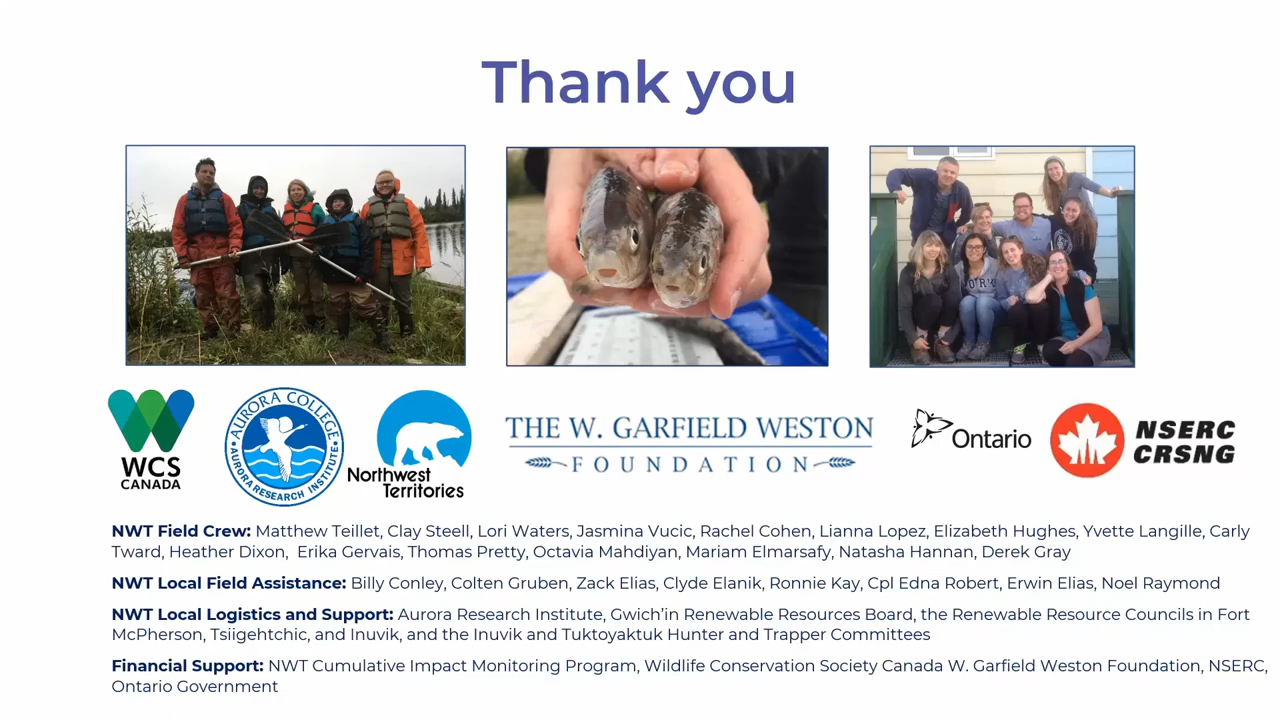 Thank you
WCS
CANADA
AURORA COLLEGE
AURORA RESEARCH INSTITUTE
Northwest
Territories
THE W. GARFIELD WESTON
FOUNDATION
Ontario
NSERC
CRSNG
NWT Field Crew: Matthew Teillet, Clay Steell, Lori Waters, Jasmina Vucic, Rachel Cohen, Lianna Lopez, Elizabeth Hughes, Yvette Langille, Carly
Tward, Heather Dixon, Erika Gervais, Thomas Pretty, Octavia Mahdiyan, Mariam Elmarsafy, Natasha Hannan, Derek Gray
NWT Local Field Assistance: Billy Conley, Colten Gruben, Zack Elias, Clyde Elanik, Ronnie Kay, Cpl Edna Robert, Erwin Elias, Noel Raymond
NWT Local Logistics and Support: Aurora Research Institute, Gwich’in Renewable Resources Board, the Renewable Resource Councils in Fort
McPherson, Tsiigehtchic, and Inuvik, and the Inuvik and Tuktoyaktuk Hunter and Trapper Committees
Financial Support: NWT Cumulative Impact Monitoring Program, Wildlife Conservation Society Canada W. Garfield Weston Foundation, NSERC,
Ontario Government